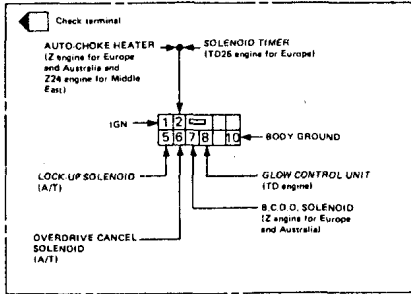 Check terminal
AUTO-CHOKE HEATER
(Z engine for Europe
and Australia and
Z24 engine for Middle
East)
SOLENOID TIMER
(TD25 engine for Europe)
IGN
1 2
5 6 7 8 10
BODY GROUND
LOCK-UP SOLENOID
(A/T)
GLOW CONTROL UNIT
(TD engine)
B.C.D.D. SOLENOID
(Z engine for Europe
and Australia)
OVERDRIVE CANCEL
SOLENOID
(A/T)